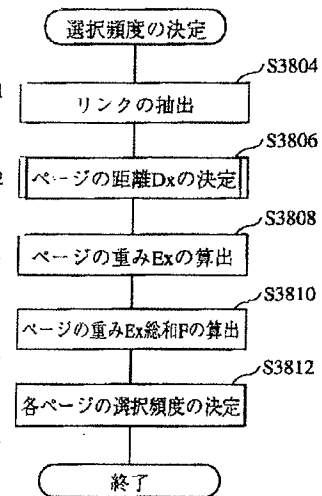 選択頻度の決定
S3804
リンクの抽出
S3806
ページの距離Dxの決定
S3808
ページの重みExの算出
S3810
ページの重みEx総和Fの算出
S3812
各ページの選択頻度の決定
終了